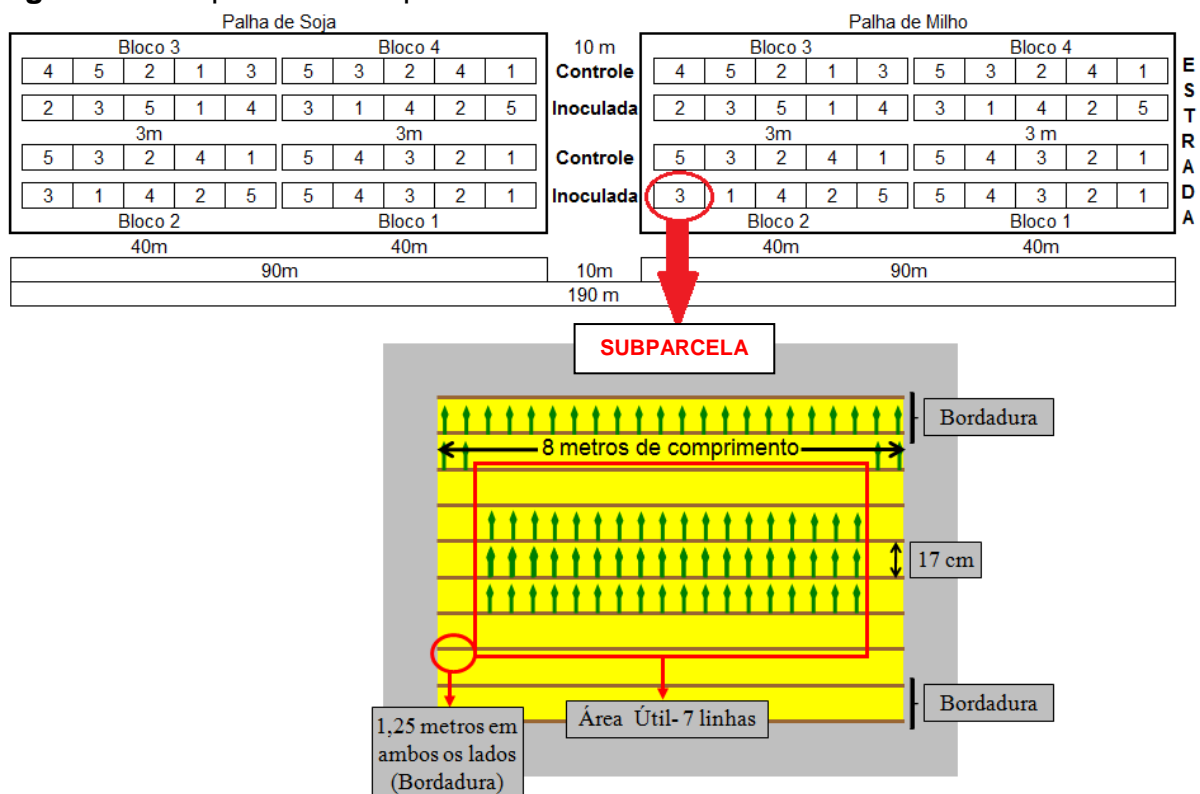 Palha de Soja Palha de Milho
Bloco 3 Bloco 4 10 m Bloco 3 Bloco 4
4 5 2 1 3 5 3 2 4 1 Controle 4 5 2 1 3 5 3 2 4 1
2 3 5 1 4 3 1 4 2 5 Inoculada 2 3 5 1 4 3 1 4 2 5
3m 3m 3m 3 m
5 3 2 4 1 5 4 3 2 1 Controle 5 3 2 4 1 5 4 3 2 1
3 1 4 2 5 5 4 3 2 1 Inoculada 3 1 4 2 5 5 4 3 2 1
Bloco 2 Bloco 1 Bloco 2 Bloco 1
ESTRADA
40m 40m 40m 40m
90m 10m 90m
190 m
SUBPARCELA
Bordadura
8 metros de comprimento
17 cm
Bordadura
Área Útil- 7 linhas
1,25 metros em
ambos os lados
(Bordadura)